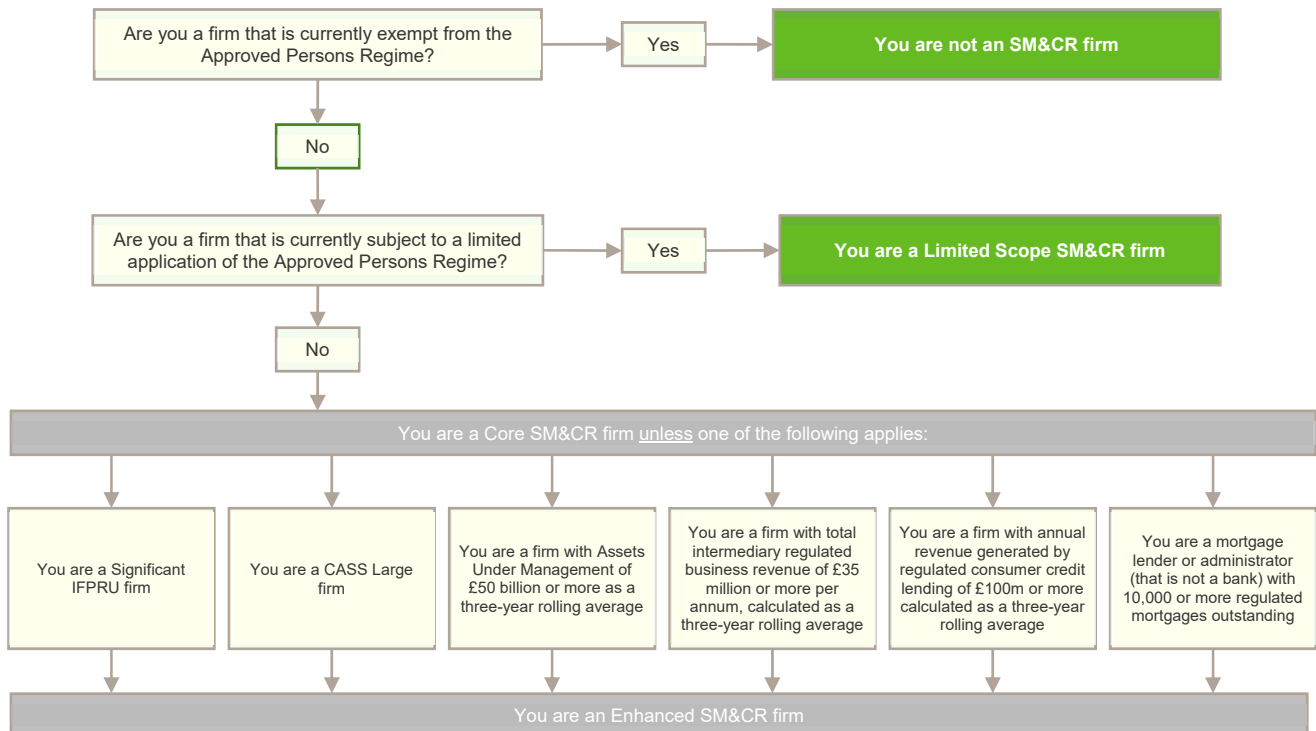 Are you a firm that is currently exempt from the
Approved Persons Regime?
Yes
You are not an SM&CR firm
No
Are you a firm that is currently subject to a limited
application of the Approved Persons Regime?
Yes
You are a Limited Scope SM&CR firm
No
You are a Core SM&CR firm unless one of the following applies:
You are a Significant
IFPRU firm
You are a CASS Large
firm
You are a firm with Assets
Under Management of
£50 billion or more as a
three-year rolling average
You are a firm with total
intermediary regulated
business revenue of £35
million or more per
annum, calculated as a
three-year rolling average
You are a firm with annual
revenue generated by
regulated consumer credit
lending of £100m or more
calculated as a three-year
rolling average
You are a mortgage
lender or administrator
(that is not a bank) with
10,000 or more regulated
mortgages outstanding
You are an Enhanced SM&CR firm